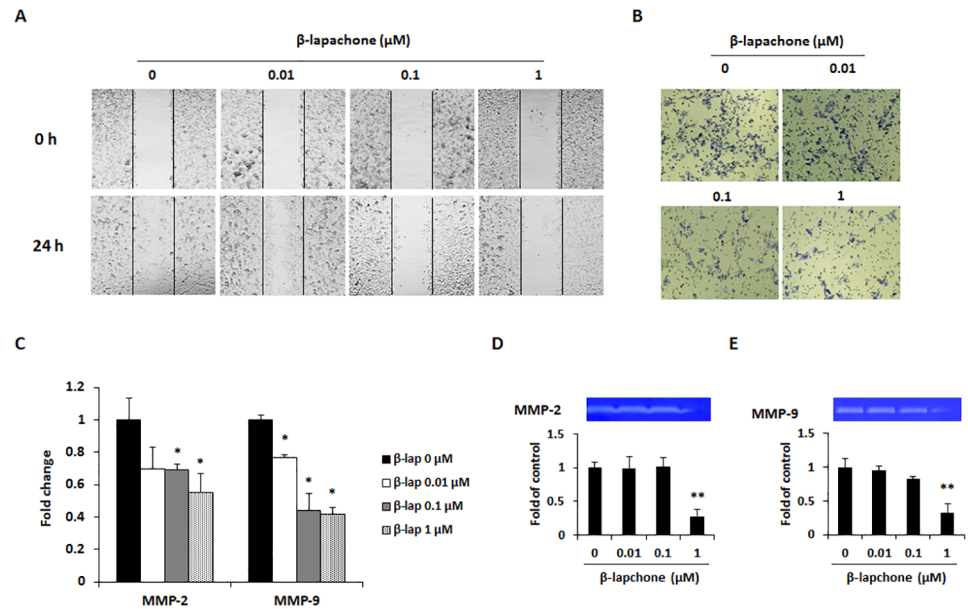 A
β-lapachone (μM)
0 0.01 0.1 1
0 h
24 h
B
β-lapachone (μM)
0 0.01
0.1 1
C
1.2
1
0.8
0.6
0.4
0.2
0
Fold change
* *
* * *
MMP-2 MMP-9
β-lap 0 μM
β-lap 0.01 μM
β-lap 0.1 μM
β-lap 1 μM
D
MMP-2
1.5
1
0.5
0
Fold of control
**
0 0.01 0.1 1
β-lapchone (μM)
E
MMP-9
1.5
1
0.5
0
Fold of control
**
0 0.01 0.1 1
β-lapchone (μM)